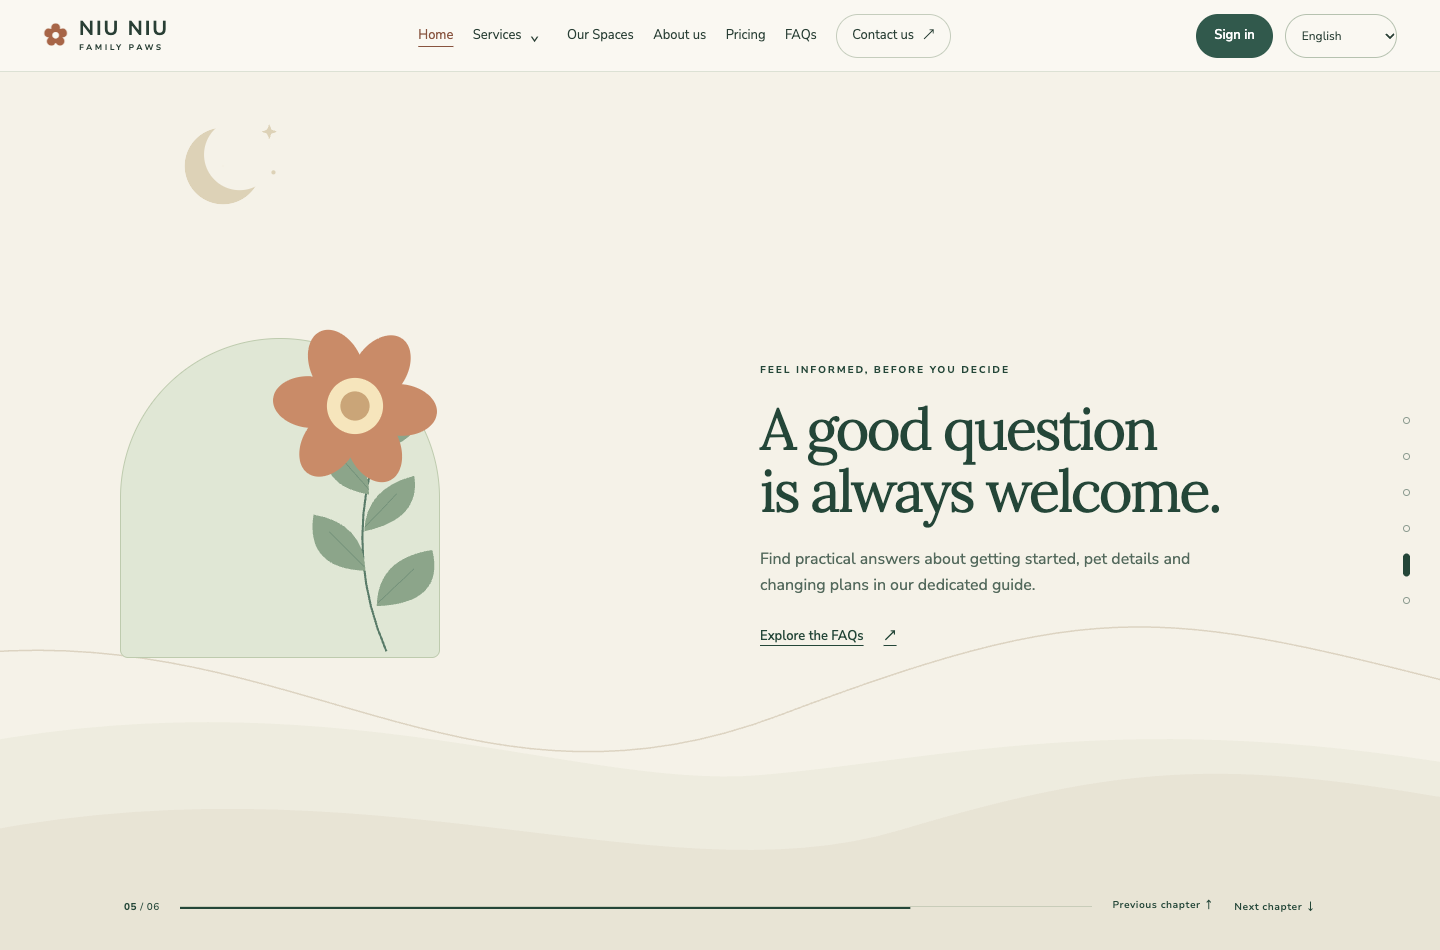 NIU NIU
FAMILY PAWS
Home
Services
Our Spaces
About us
Pricing
FAQs
Contact us ↗
Sign in
English
FEEL INFORMED, BEFORE YOU DECIDE
A good question
is always welcome.
Find practical answers about getting started, pet details and
changing plans in our dedicated guide.
Explore the FAQs ↗
05 / 06
Previous chapter ↑
Next chapter ↓